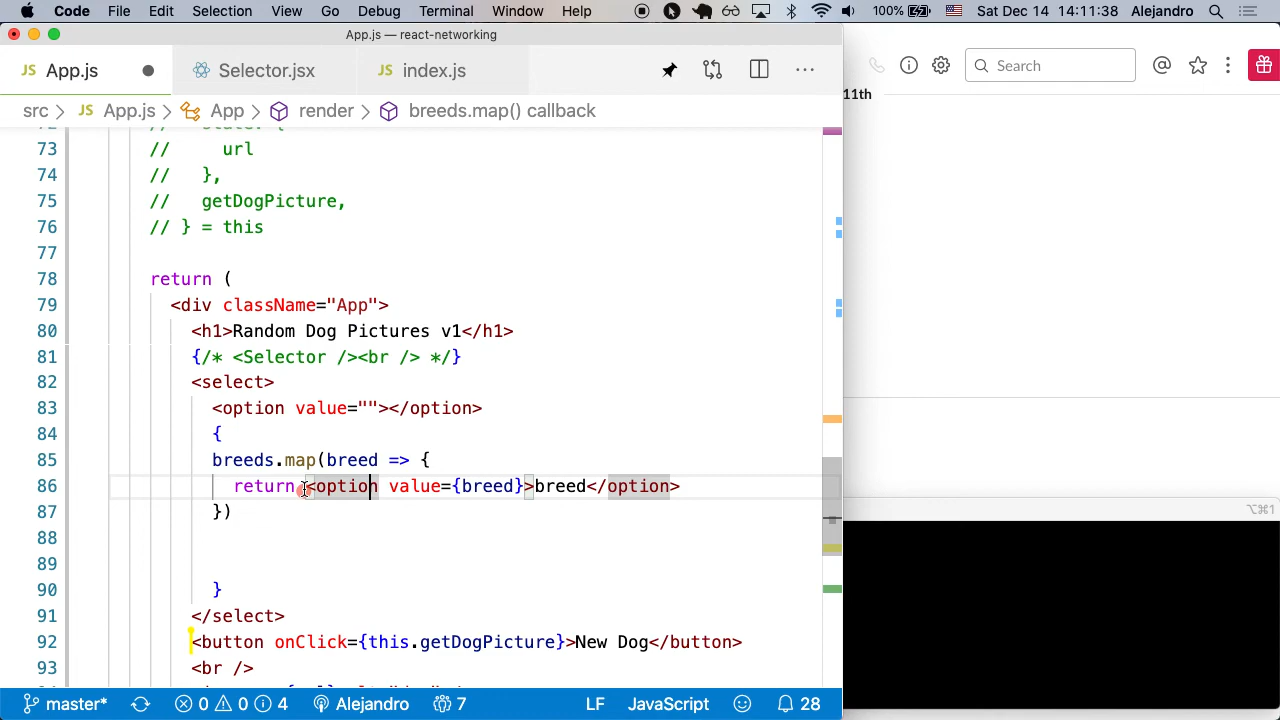 Code File Edit Selection View Go Debug Terminal Window Help 100% Sat Dec 14 14:11:38 Alejandro
App.js — react-networking
JS App.js Selector.jsx JS index.js ···
Search
src > JS App.js > App > render > breeds.map() callback
11th
73 // url
74 // },
75 // getDogPicture,
76 // } = this
77
78 return (
79 <div className="App">
80 <h1>Random Dog Pictures v1</h1>
81 {/* <Selector /><br /> */}
82 <select>
83 <option value=""></option>
84 {
85 breeds.map(breed => {
86 return <option value={breed}>breed</option>
87 })
88
89
90 }
91 </select>
92 <button onClick={this.getDogPicture}>New Dog</button>
93 <br />
⌥⌘1
master* 0 0 4 Alejandro 7 LF JavaScript 28